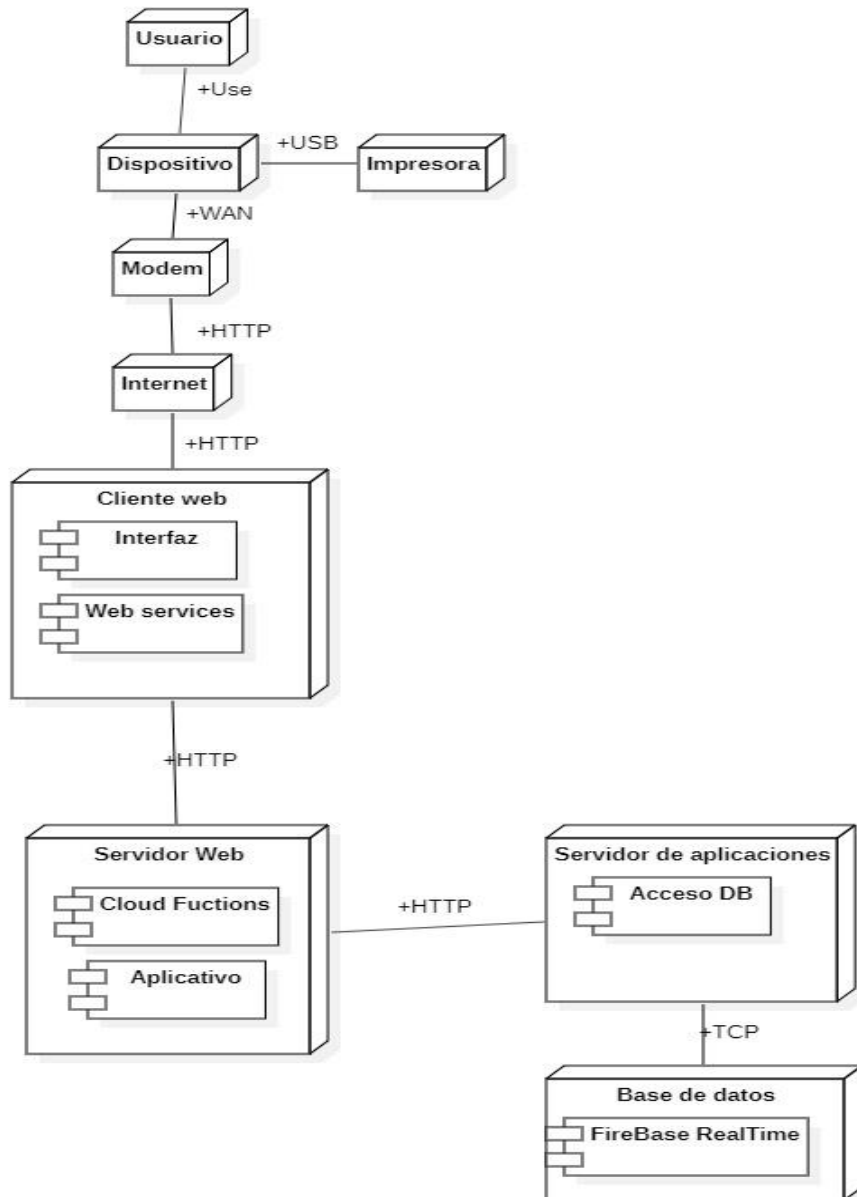 Usuario
+Use
Dispositivo
+USB
Impresora
+WAN
Modem
+HTTP
Internet
+HTTP
Cliente web
Interfaz
Web services
+HTTP
Servidor Web
Cloud Fuctions
Aplicativo
+HTTP
Servidor de aplicaciones
Acceso DB
+TCP
Base de datos
FireBase RealTime